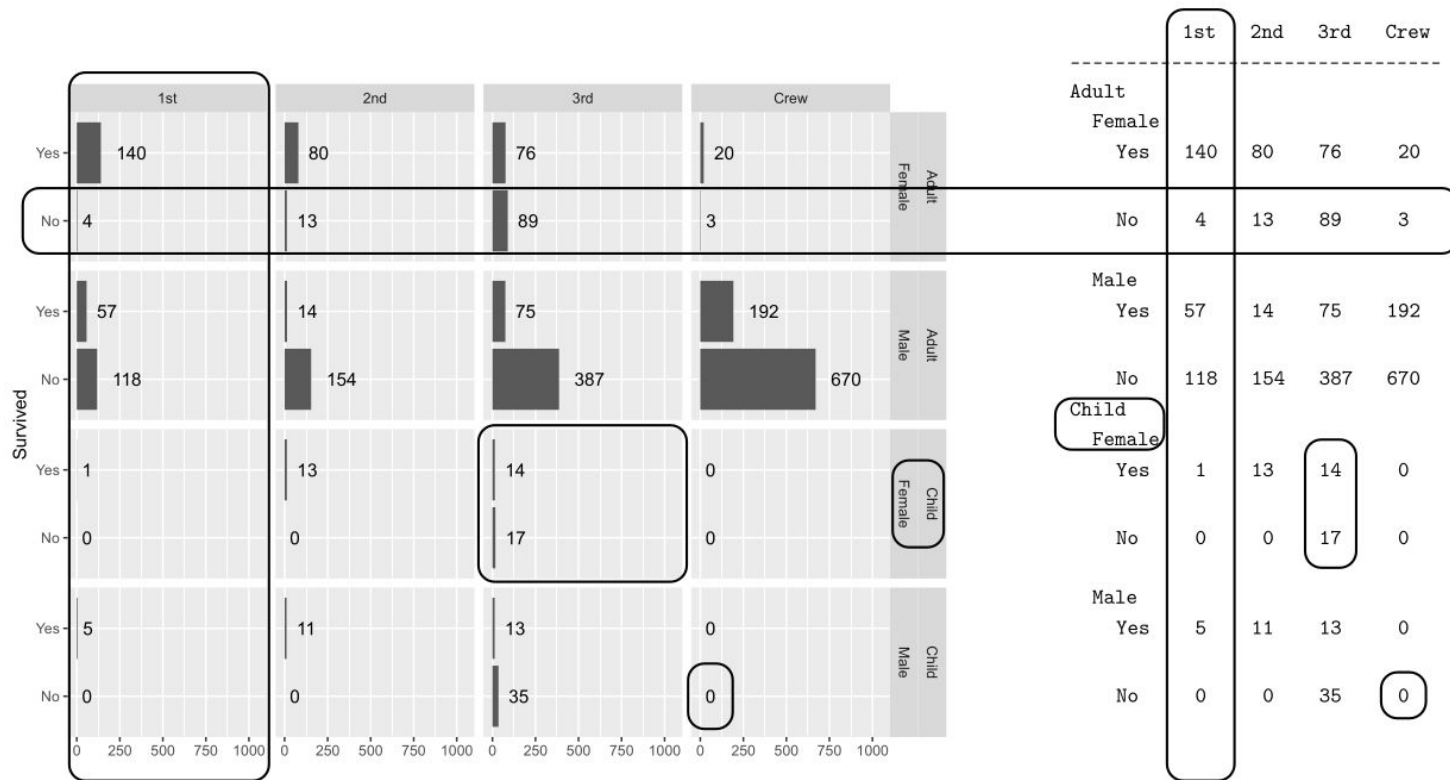 1st 2nd 3rd Crew
Yes 140 80 76 20
No 4 13 89 3
Adult
Female
Yes 57 14 75 192
No 118 154 387 670
Adult
Male
Survived
Yes 1 13 14 0
No 0 0 17 0
Child
Female
Yes 5 11 13 0
No 0 0 35 0
Child
Male
0 250 500 750 1000 0 250 500 750 1000 0 250 500 750 1000 0 250 500 750 1000
1st 2nd 3rd Crew
Adult
Female
Yes 140 80 76 20
No 4 13 89 3
Male
Yes 57 14 75 192
No 118 154 387 670
Child
Female
Yes 1 13 14 0
No 0 0 17 0
Male
Yes 5 11 13 0
No 0 0 35 0